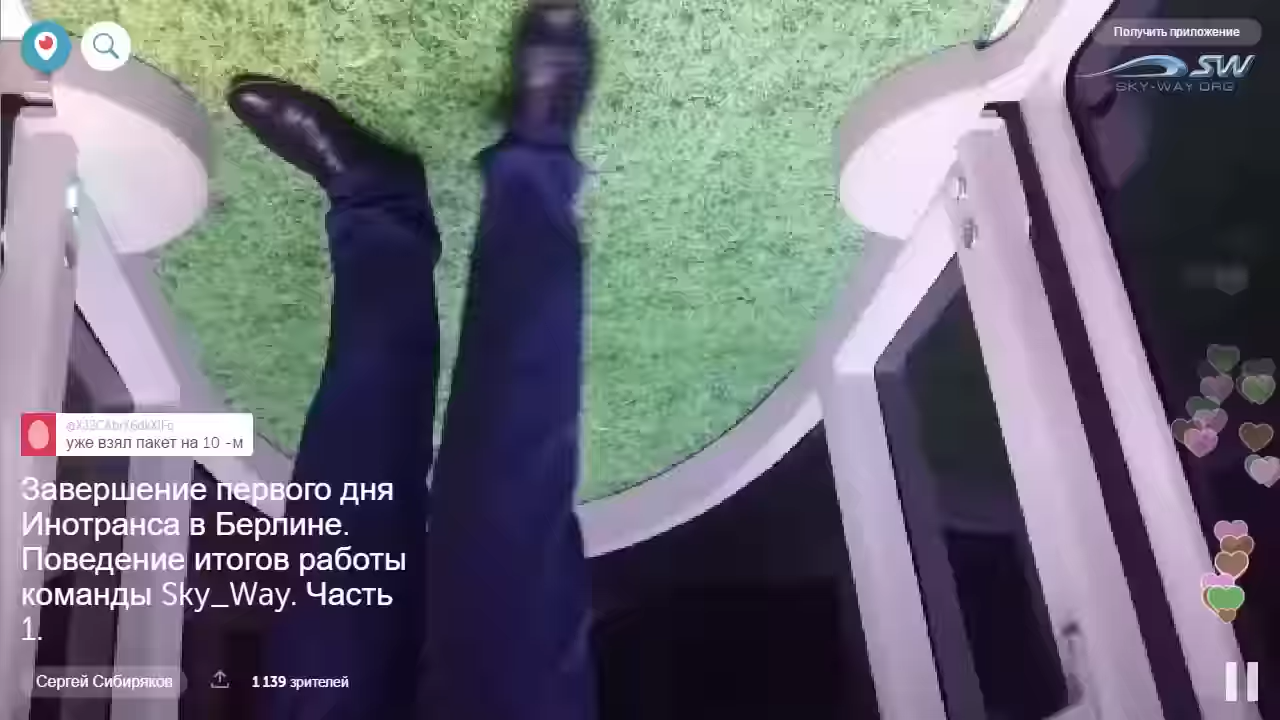 Получить приложение
SW
SKY-WAY.ORG
уже взял пакет на 10 -м
Завершение первого дня
Инотранса в Берлине.
Поведение итогов работы
команды Sky_Way. Часть
1.
Сергей Сибиряков
1 139 зрителей